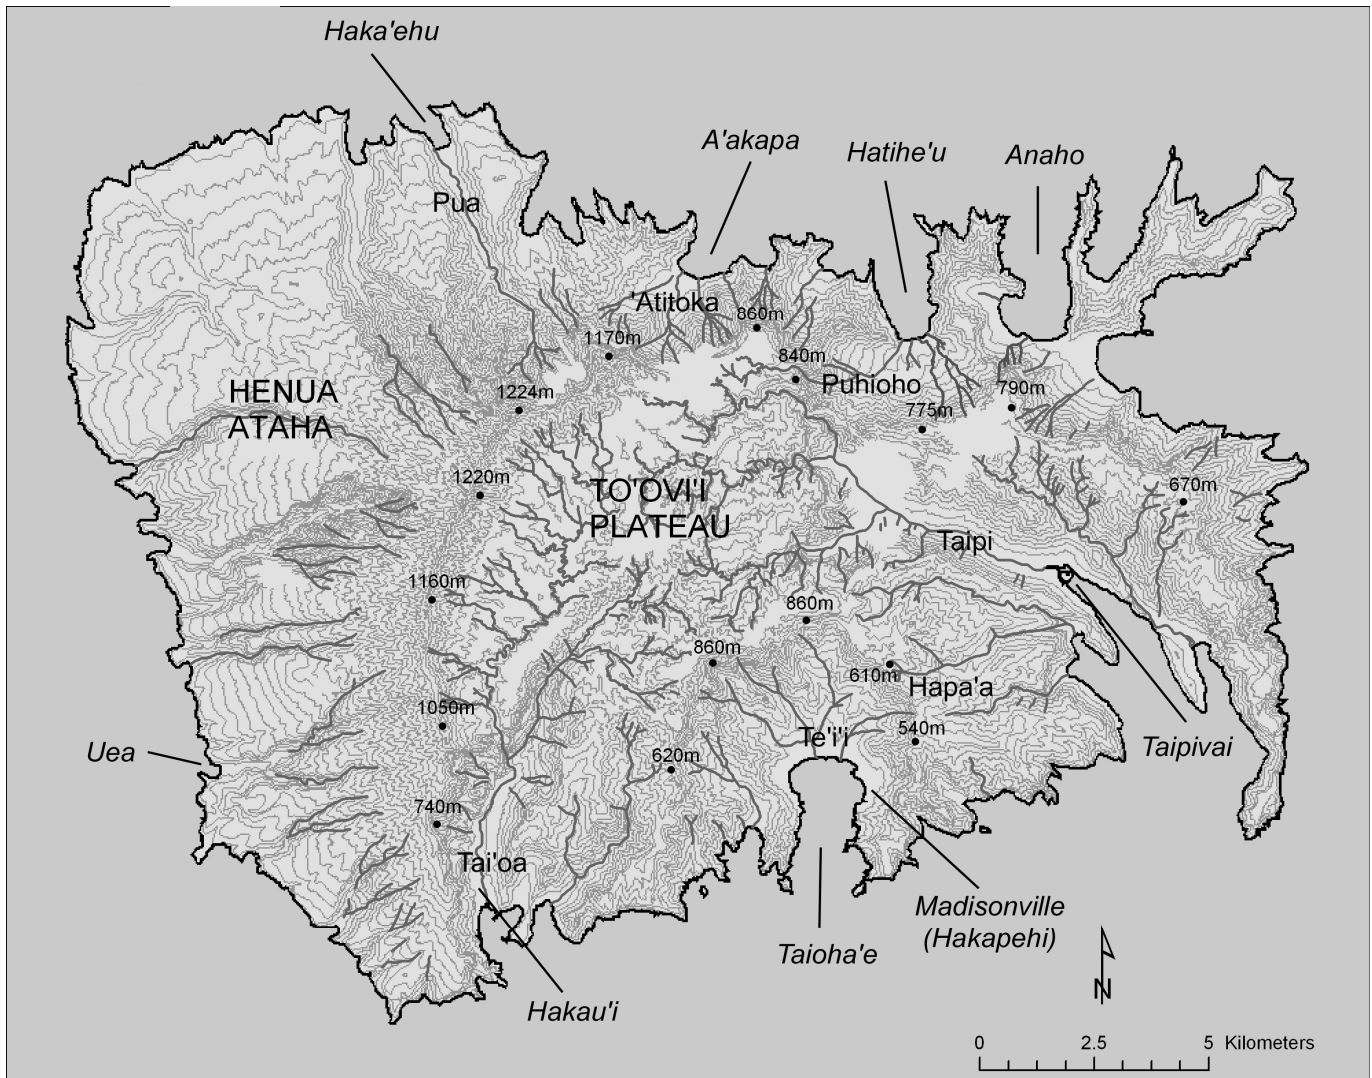 Haka'ehu
A'akapa
Hatihe'u
Anaho
Pua
'Atitoka
860m
1170m
840m
Puhioho
HENUA
ATAHA
1224m
790m
775m
1220m
TO'OVI'I
PLATEAU
670m
Taipi
1160m
860m
860m
610m
Hapa'a
1050m
Te'i'i
540m
Uea
620m
Taipivai
740m
Tai'oa
Madisonville
(Hakapehi)
Taioha'e
Hakau'i
N
0 2.5 5 Kilometers